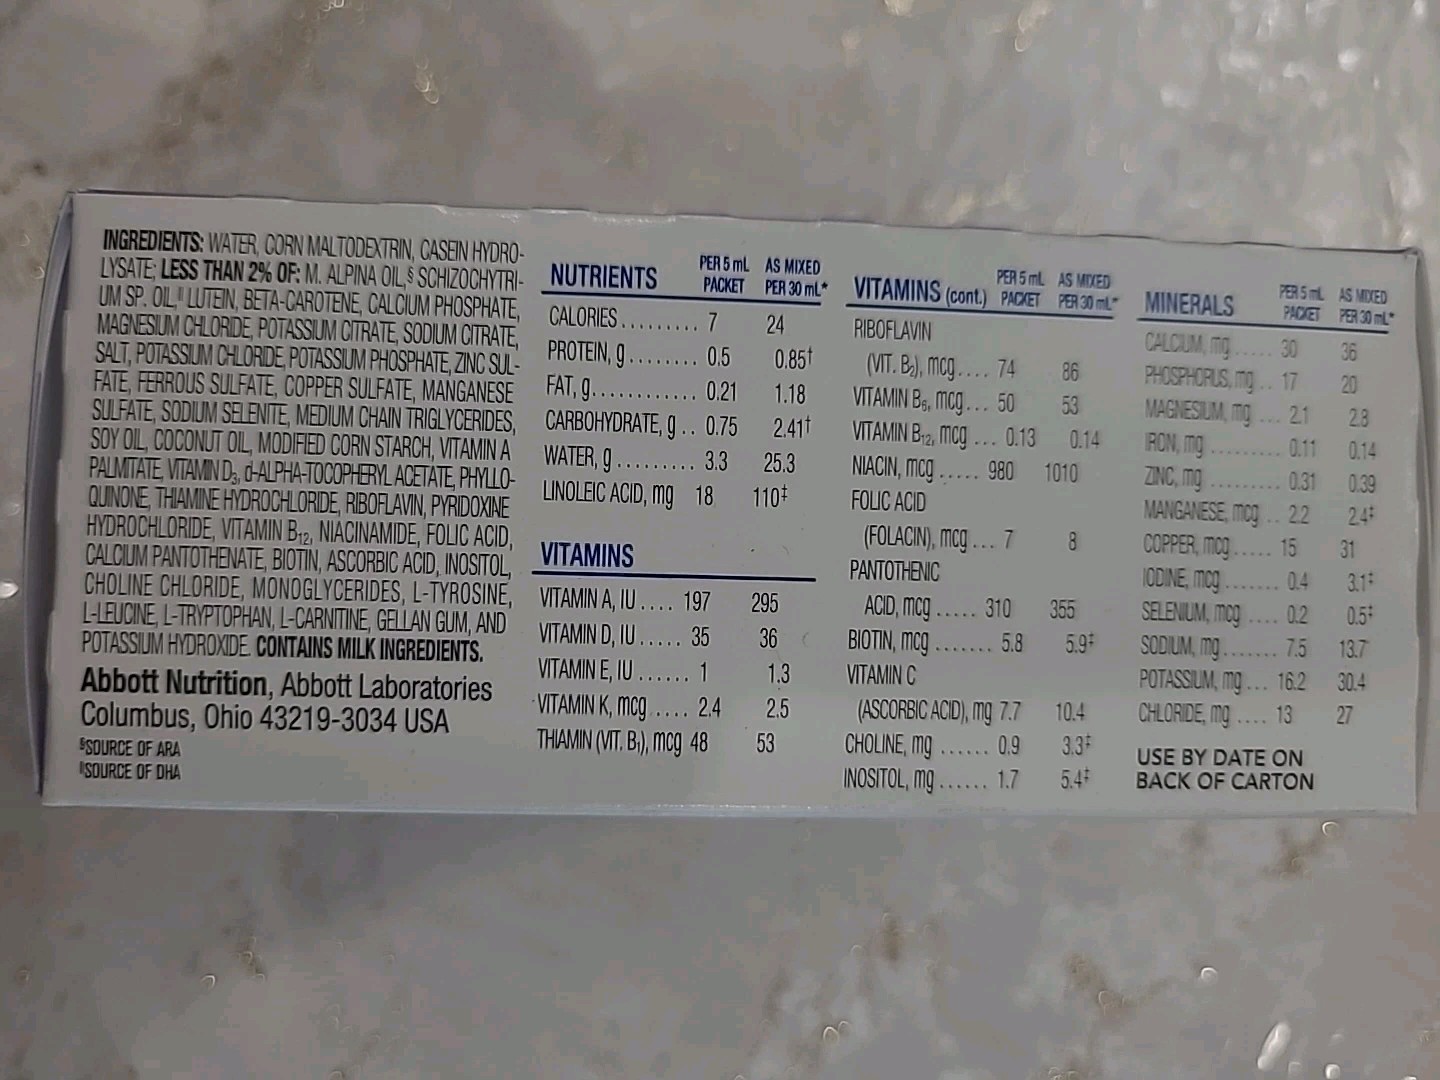 INGREDIENTS: WATER, CORN MALTODEXTRIN, CASEIN HYDRO-
LYSATE; LESS THAN 2% OF: M. ALPINA OIL,§ SCHIZOCHYTRI-
UM SP. OIL,‖ LUTEIN, BETA-CAROTENE, CALCIUM PHOSPHATE,
MAGNESIUM CHLORIDE, POTASSIUM CITRATE, SODIUM CITRATE,
SALT, POTASSIUM CHLORIDE, POTASSIUM PHOSPHATE, ZINC SUL-
FATE, FERROUS SULFATE, COPPER SULFATE, MANGANESE
SULFATE, SODIUM SELENITE, MEDIUM CHAIN TRIGLYCERIDES,
SOY OIL, COCONUT OIL, MODIFIED CORN STARCH, VITAMIN A
PALMITATE, VITAMIN D₃, d-ALPHA-TOCOPHERYL ACETATE, PHYLLO-
QUINONE, THIAMINE HYDROCHLORIDE, RIBOFLAVIN, PYRIDOXINE
HYDROCHLORIDE, VITAMIN B₁₂, NIACINAMIDE, FOLIC ACID,
CALCIUM PANTOTHENATE, BIOTIN, ASCORBIC ACID, INOSITOL,
CHOLINE CHLORIDE, MONOGLYCERIDES, L-TYROSINE,
L-LEUCINE, L-TRYPTOPHAN, L-CARNITINE, GELLAN GUM, AND
POTASSIUM HYDROXIDE. CONTAINS MILK INGREDIENTS.
Abbott Nutrition, Abbott Laboratories
Columbus, Ohio 43219-3034 USA
§SOURCE OF ARA
‖SOURCE OF DHA
NUTRIENTS PER 5 mL PACKET AS MIXED PER 30 mL*
CALORIES......... 7 24
PROTEIN, g........ 0.5 0.85†
FAT, g............ 0.21 1.18
CARBOHYDRATE, g.. 0.75 2.41†
WATER, g......... 3.3 25.3
LINOLEIC ACID, mg 18 110‡
VITAMINS
VITAMIN A, IU.... 197 295
VITAMIN D, IU..... 35 36
VITAMIN E, IU...... 1 1.3
VITAMIN K, mcg..... 2.4 2.5
THIAMIN (VIT. B₁), mcg 48 53
VITAMINS (cont.) PER 5 mL PACKET AS MIXED PER 30 mL*
RIBOFLAVIN
(VIT. B₂), mcg.... 74 86
VITAMIN B₆, mcg... 50 53
VITAMIN B₁₂, mcg... 0.13 0.14
NIACIN, mcg..... 980 1010
FOLIC ACID
(FOLACIN), mcg... 7 8
PANTOTHENIC
ACID, mcg..... 310 355
BIOTIN, mcg....... 5.8 5.9‡
VITAMIN C
(ASCORBIC ACID), mg 7.7 10.4
CHOLINE, mg...... 0.9 3.3‡
INOSITOL, mg...... 1.7 5.4‡
MINERALS PER 5 mL PACKET AS MIXED PER 30 mL*
CALCIUM, mg..... 30 36
PHOSPHORUS, mg.. 17 20
MAGNESIUM, mg... 2.1 2.8
IRON, mg......... 0.11 0.14
ZINC, mg......... 0.31 0.39
MANGANESE, mcg.. 2.2 2.4‡
COPPER, mcg..... 15 31
IODINE, mcg....... 0.4 3.1‡
SELENIUM, mcg.... 0.2 0.5‡
SODIUM, mg....... 7.5 13.7
POTASSIUM, mg... 16.2 30.4
CHLORIDE, mg.... 13 27
USE BY DATE ON
BACK OF CARTON